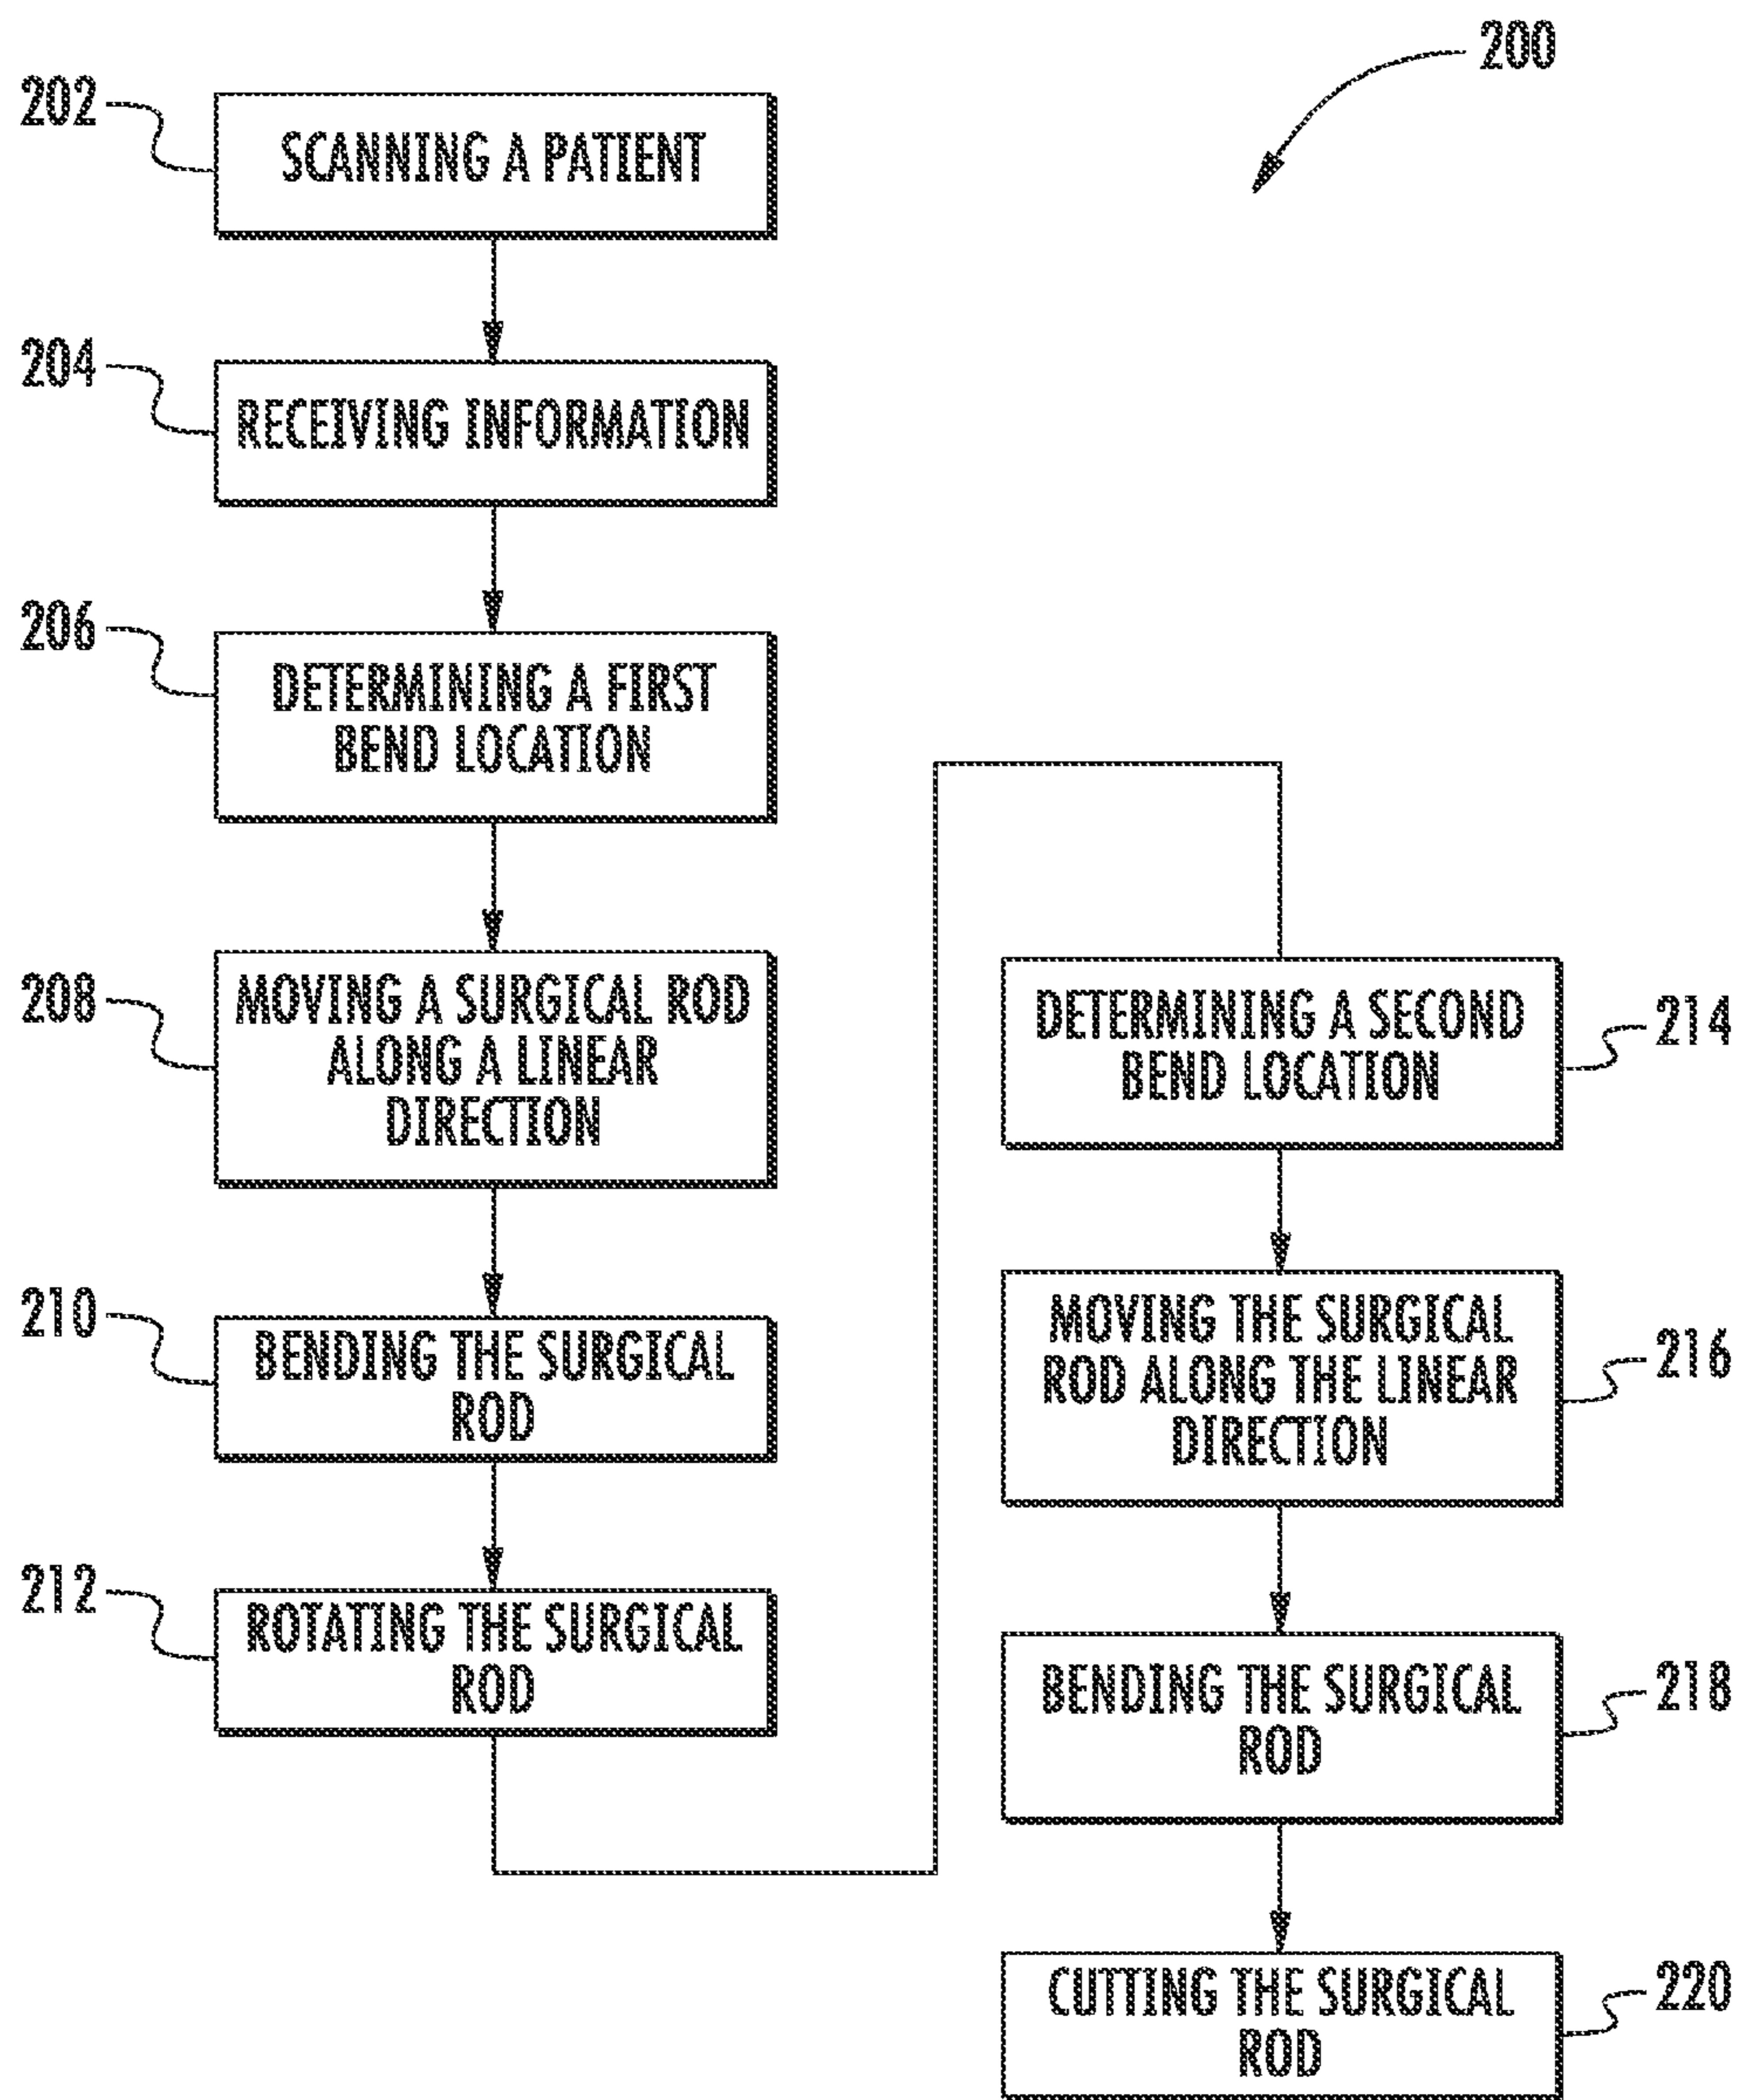 200
202
SCANNING A PATIENT
204
RECEIVING INFORMATION
206
DETERMINING A FIRST
BEND LOCATION
208
MOVING A SURGICAL ROD
ALONG A LINEAR
DIRECTION
210
BENDING THE SURGICAL
ROD
212
ROTATING THE SURGICAL
ROD
DETERMINING A SECOND
BEND LOCATION
214
MOVING THE SURGICAL
ROD ALONG THE LINEAR
DIRECTION
216
BENDING THE SURGICAL
ROD
218
CUTTING THE SURGICAL
ROD
220